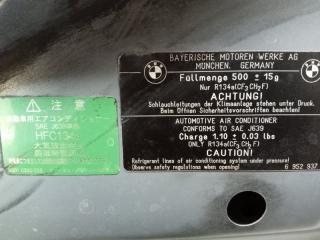 注 意
SAE J639
HFC13
BAYERISCHE MOTOREN WERKE AG
MÜNCHEN, GERMANY
Füllmenge 500 ± 15g
Nur R134a(CF₃CH₂F)
ACHTUNG!
Schlauchleitungen der Klimaanlage stehen unter Druck.
Beim Öffnen Sicherheitsvorschriften beachten!
AUTOMOTIVE AIR CONDITIONER
CONFORMS TO SAE J639
Charge 1.10 ± 0.03 lbs
ONLY R134a(CF₃CH₂F)
CAUTION!
Refrigerant lines of air conditioning system under pressure!
Observe safety regulations when opening!
6 952 937